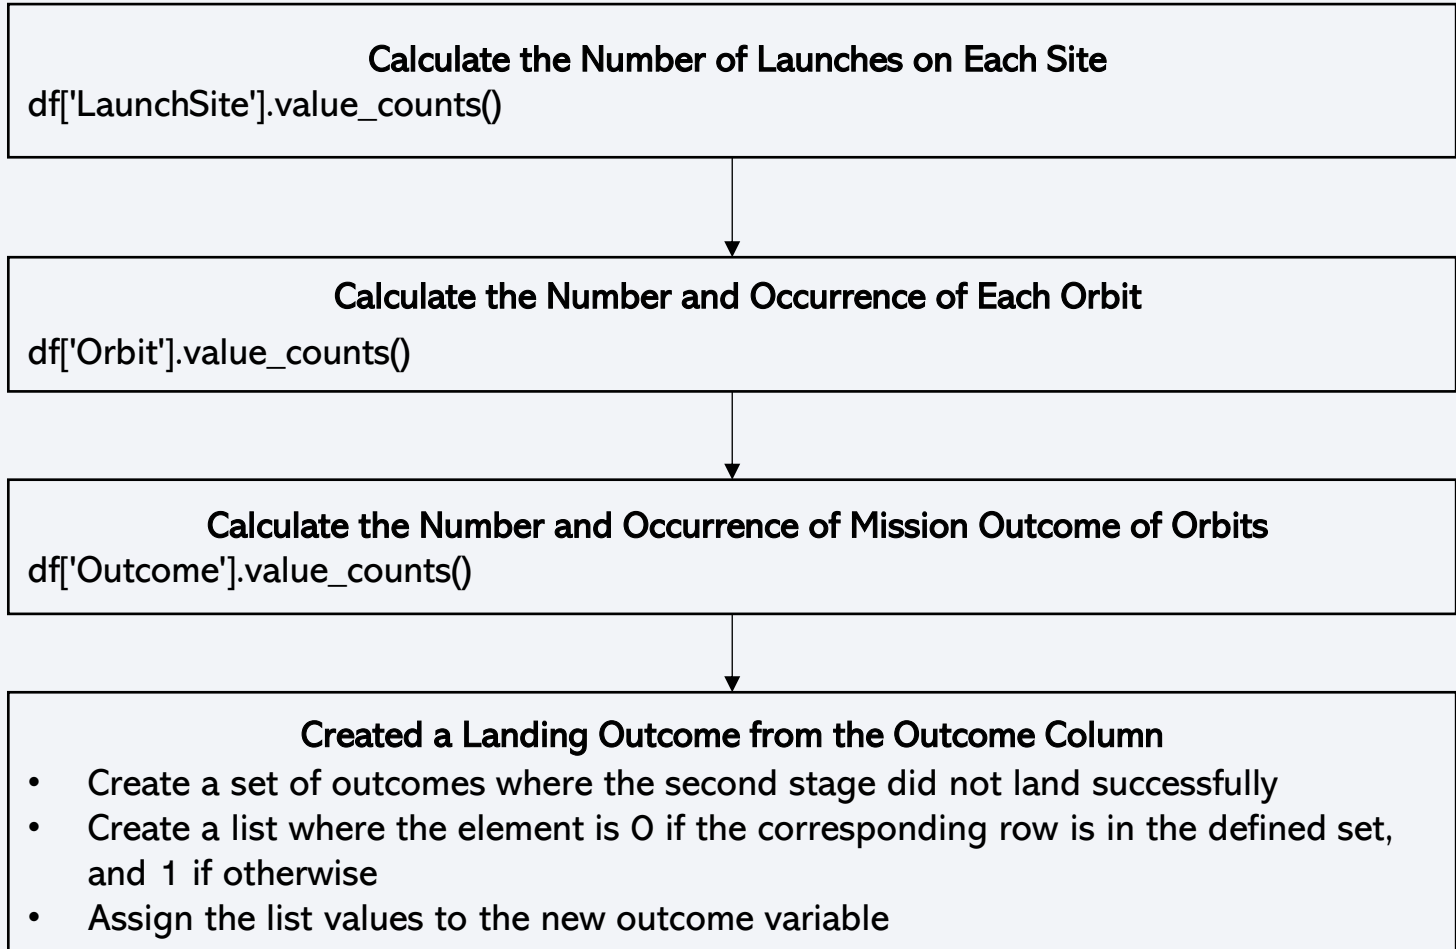 Calculate the Number of Launches on Each Site
df['LaunchSite'].value_counts()
Calculate the Number and Occurrence of Each Orbit
df['Orbit'].value_counts()
Calculate the Number and Occurrence of Mission Outcome of Orbits
df['Outcome'].value_counts()
Created a Landing Outcome from the Outcome Column
• Create a set of outcomes where the second stage did not land successfully
• Create a list where the element is 0 if the corresponding row is in the defined set,
and 1 if otherwise
• Assign the list values to the new outcome variable